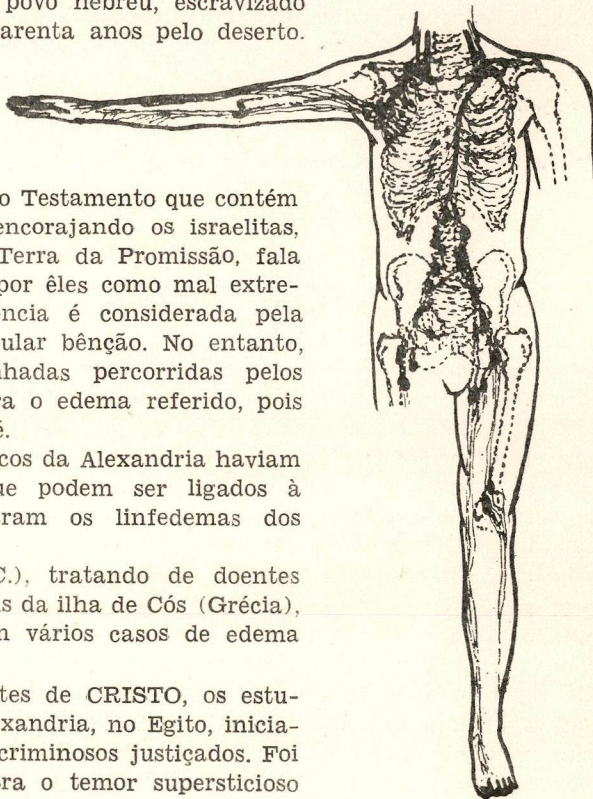 povo hebreu, escravizado
arenta anos pelo deserto.
o Testamento que contém
encorajando os israelitas,
Terra da Promissão, fala
por êles como mal extre-
ncia é considerada pela
ular bênção. No entanto,
nhadas percorridas pelos
ra o edema referido, pois
é.
cos da Alexandria haviam
ue podem ser ligados à
ram os linfedemas dos
C.), tratando de doentes
s da ilha de Cós (Grécia),
n vários casos de edema
tes de CRISTO, os estu-
exandria, no Egito, inicia-
criminosos justiçados. Foi
ra o temor supersticioso